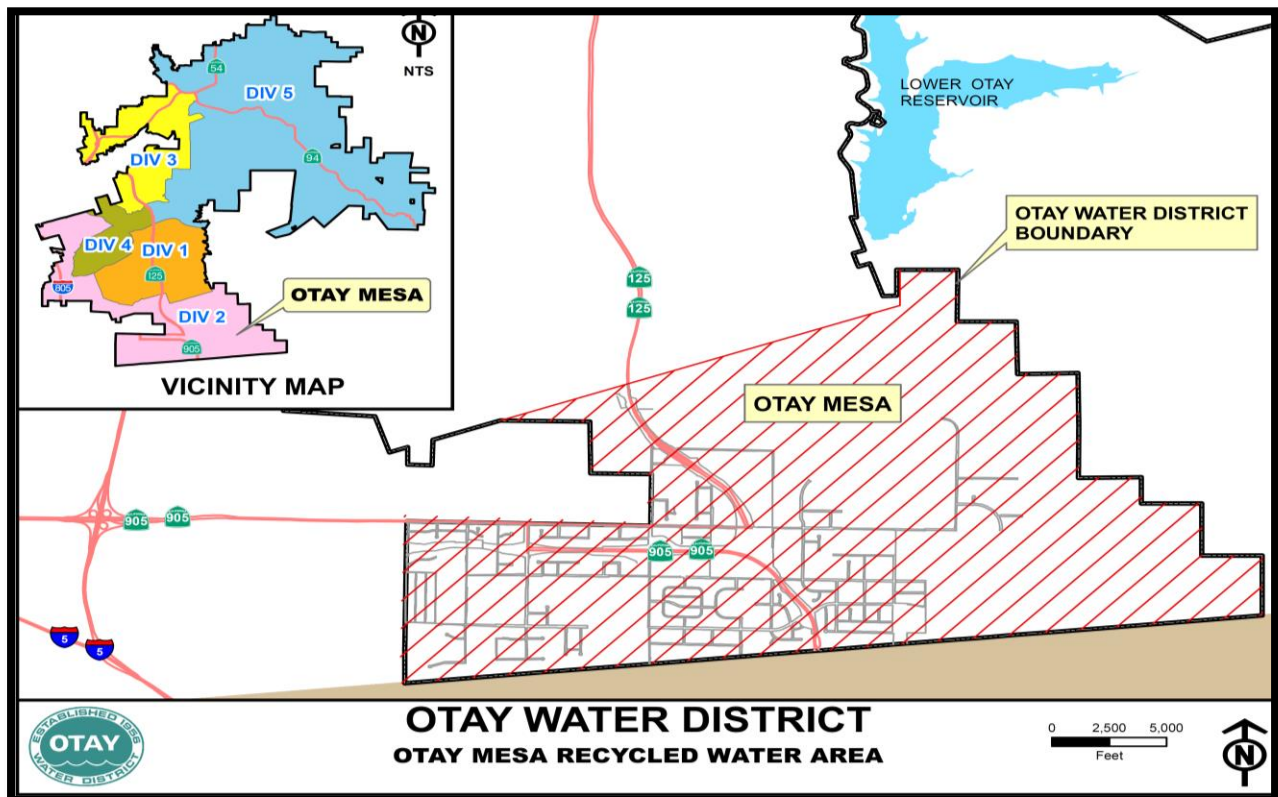 N
NTS
54
DIV 5
94
DIV 3
DIV 4
DIV 1
125
805
DIV 2
905
OTAY MESA
VICINITY MAP
LOWER OTAY
RESERVOIR
OTAY WATER DISTRICT
BOUNDARY
125
125
OTAY MESA
905
905
905
905
5
5
ESTABLISHED 1956
OTAY
WATER DISTRICT
OTAY WATER DISTRICT
OTAY MESA RECYCLED WATER AREA
0 2,500 5,000
Feet
N